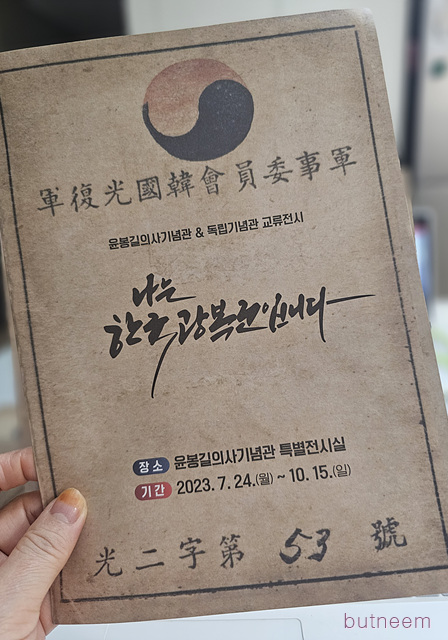 軍復光國韓會員委事軍
윤봉길의사기념관 & 독립기념관 교류전시
나는
한국광복군입니다
장소 윤봉길의사기념관 특별전시실
기간 2023. 7. 24.(월) ~ 10. 15.(일)
光二字第 53 號
butneem